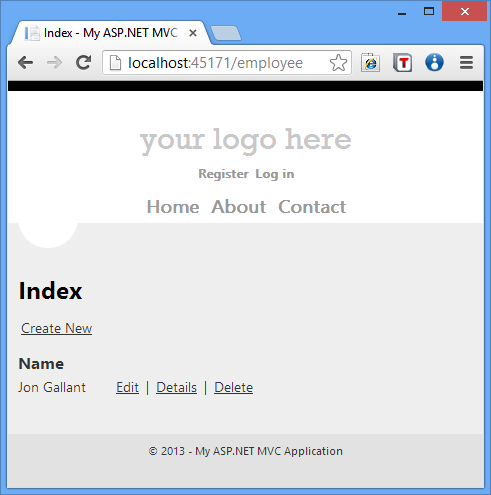 Index - My ASP.NET MVC
localhost:45171/employee
T
your logo here
Register Log in
Home About Contact
Index
Create New
Name
Jon Gallant Edit | Details | Delete
© 2013 - My ASP.NET MVC Application